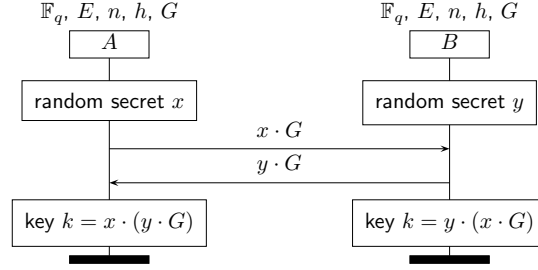 𝔽_q, E, n, h, G
𝔽_q, E, n, h, G
A
B
random secret x
random secret y
x · G
y · G
key k = x · (y · G)
key k = y · (x · G)